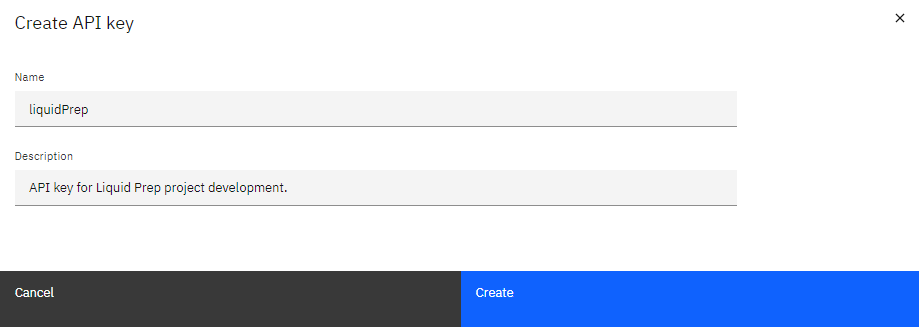 Create API key
Name
liquidPrep
Description
API key for Liquid Prep project development.
Cancel
Create